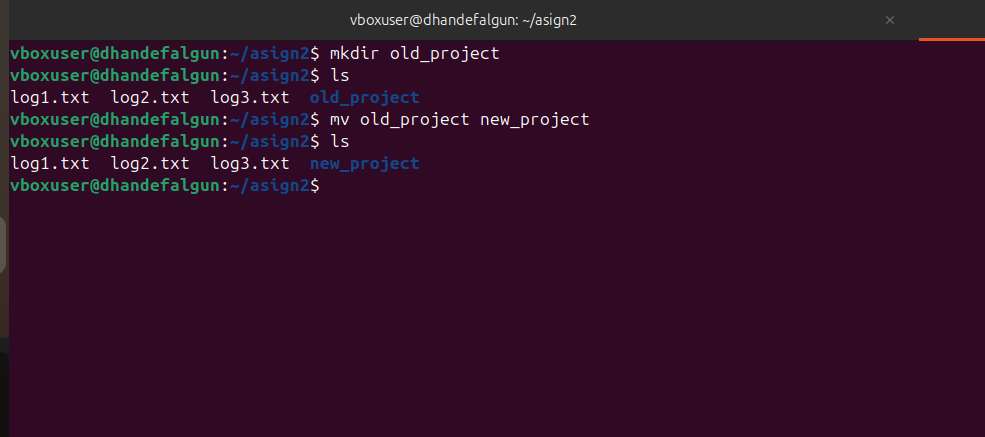 vboxuser@dhandefalgun: ~/asign2 ×
vboxuser@dhandefalgun:~/asign2$ mkdir old_project
vboxuser@dhandefalgun:~/asign2$ ls
log1.txt  log2.txt  log3.txt  old_project
vboxuser@dhandefalgun:~/asign2$ mv old_project new_project
vboxuser@dhandefalgun:~/asign2$ ls
log1.txt  log2.txt  log3.txt  new_project
vboxuser@dhandefalgun:~/asign2$